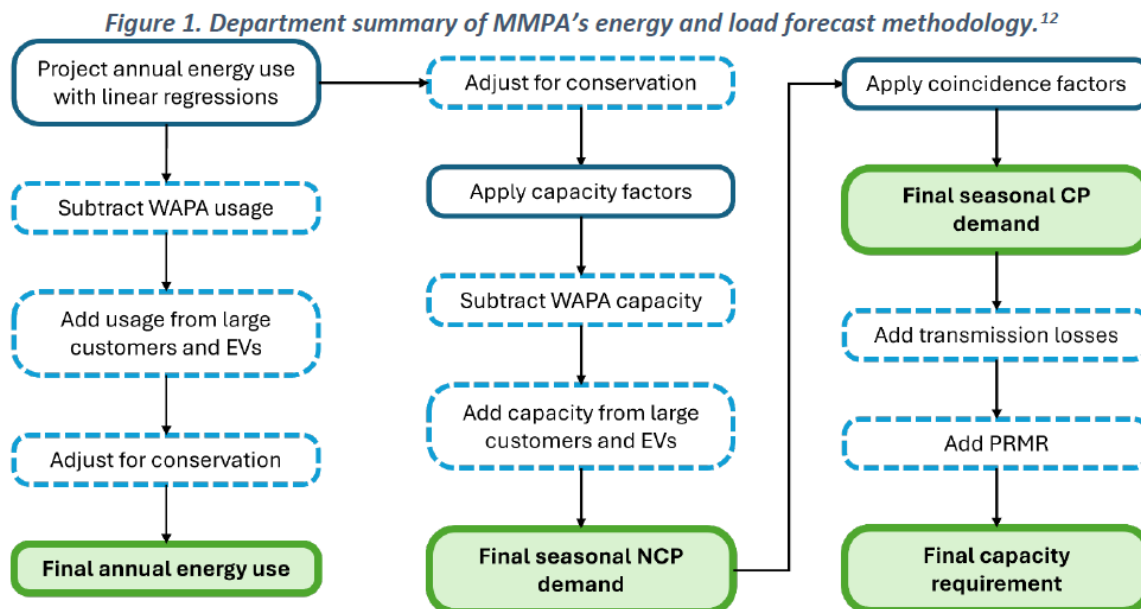 Figure 1. Department summary of MMPA's energy and load forecast methodology.12
Project annual energy use
with linear regressions
Subtract WAPA usage
Add usage from large
customers and EVs
Adjust for conservation
Final annual energy use
Adjust for conservation
Apply capacity factors
Subtract WAPA capacity
Add capacity from large
customers and EVs
Final seasonal NCP
demand
Apply coincidence factors
Final seasonal CP
demand
Add transmission losses
Add PRMR
Final capacity
requirement